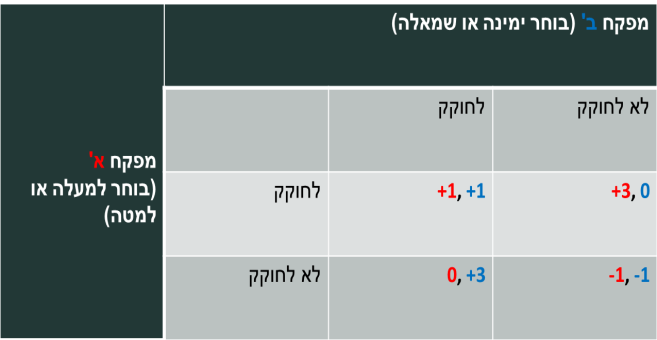 מפקח ב' (בוחר ימינה או שמאלה)
מפקח א'
(בוחר למעלה או
למטה)
לחוקק
לא לחוקק
לחוקק
+1, +1
+3, 0
לא לחוקק
0, +3
-1, -1